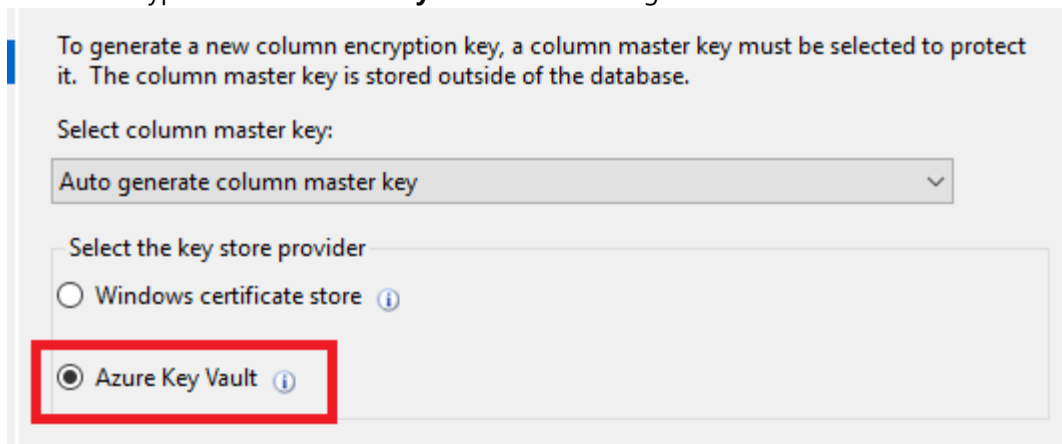 To generate a new column encryption key, a column master key must be selected to protect
it. The column master key is stored outside of the database.
Select column master key:
Auto generate column master key
Select the key store provider
Windows certificate store
Azure Key Vault